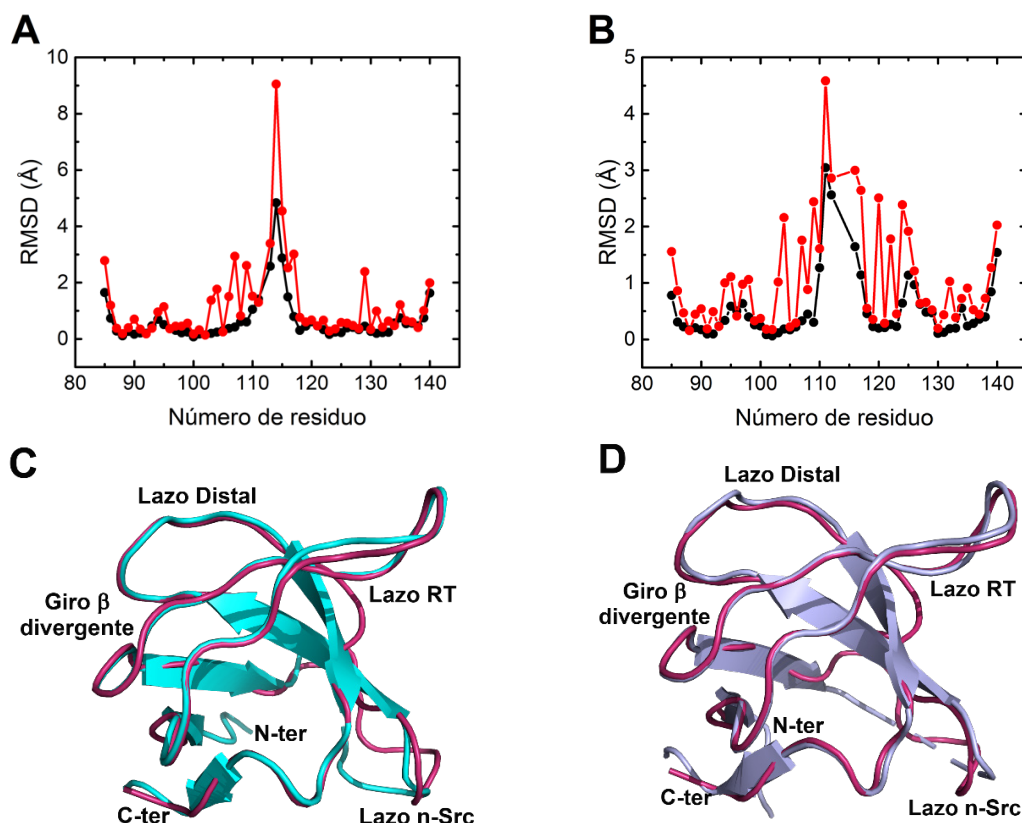 A
10
8
6
4
2
0
RMSD (Å)
80 90 100 110 120 130 140
Número de residuo
B
5
4
3
2
1
0
RMSD (Å)
80 90 100 110 120 130 140
Número de residuo
C
Lazo Distal
Lazo RT
Giro β
divergente
N-ter
C-ter
Lazo n-Src
D
Lazo Distal
Lazo RT
Giro β
divergente
N-ter
C-ter
Lazo n-Src